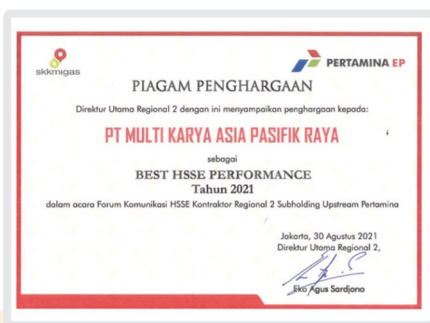 skkmigas
PERTAMINA EP
PIAGAM PENGHARGAAN
Direktur Utama Regional 2 dengan ini menyampaikan penghargaan kepada:
PT MULTI KARYA ASIA PASIFIK RAYA
sebagai
BEST HSSE PERFORMANCE
Tahun 2021
dalam acara Forum Komunikasi HSSE Kontraktor Regional 2 Subholding Upstream Pertamina
Jakarta, 30 Agustus 2021
Direktur Utama Regional 2,
Eko Agus Sardjono